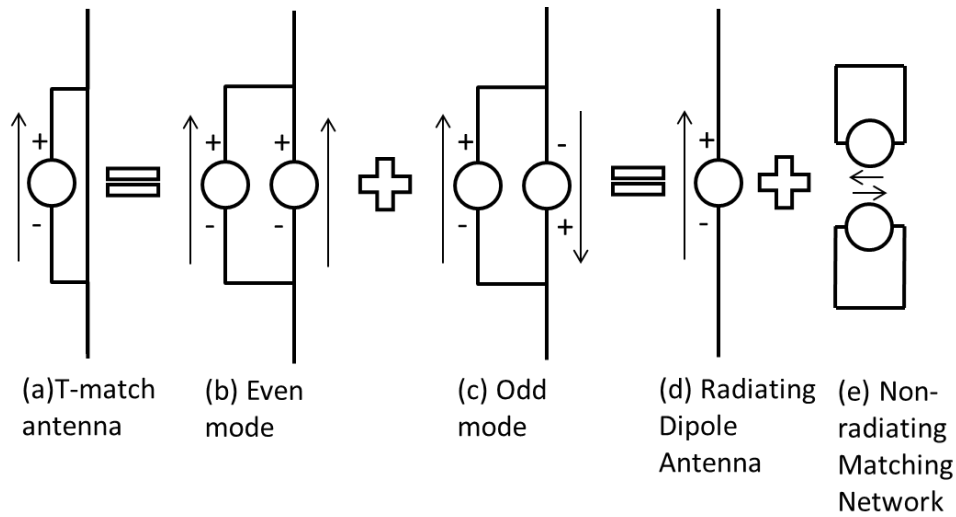 +
-
+
+
-
-
+
-
-
+
+
-
(a)T-match
antenna
(b) Even
mode
(c) Odd
mode
(d) Radiating
Dipole
Antenna
(e) Non-
radiating
Matching
Network